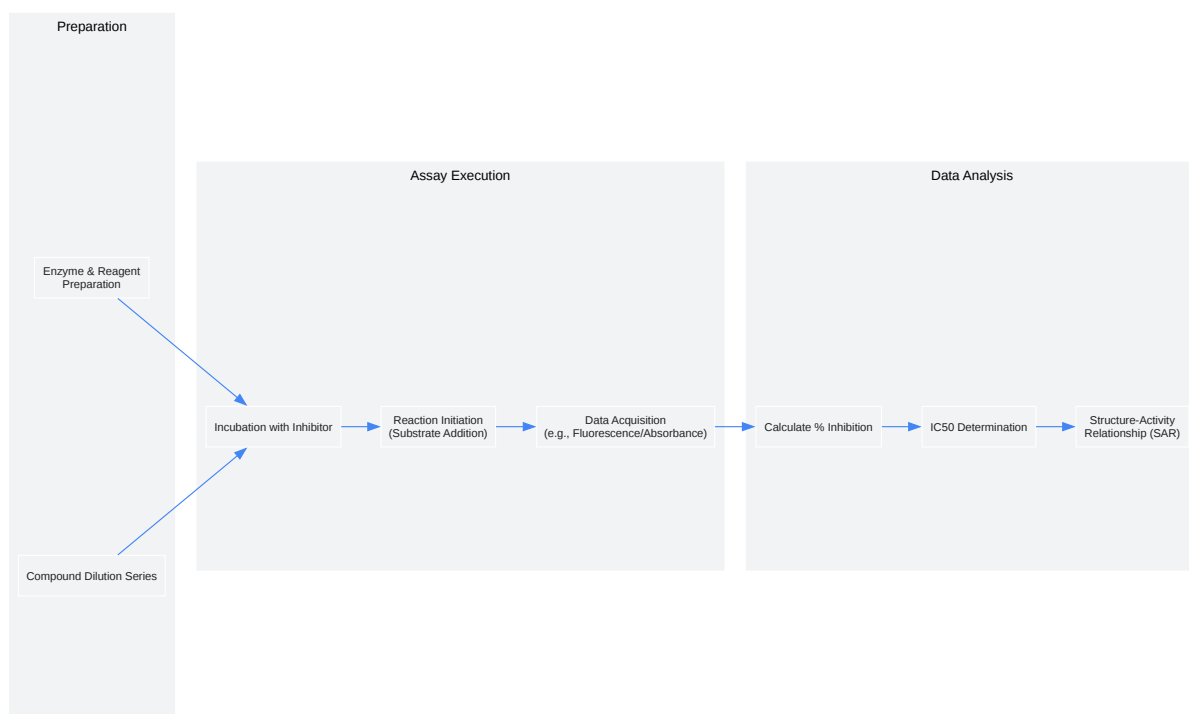 Preparation
Enzyme & Reagent
Preparation
Compound Dilution Series
Assay Execution
Incubation with Inhibitor
Reaction Initiation
(Substrate Addition)
Data Acquisition
(e.g., Fluorescence/Absorbance)
Data Analysis
Calculate % Inhibition
IC50 Determination
Structure-Activity
Relationship (SAR)